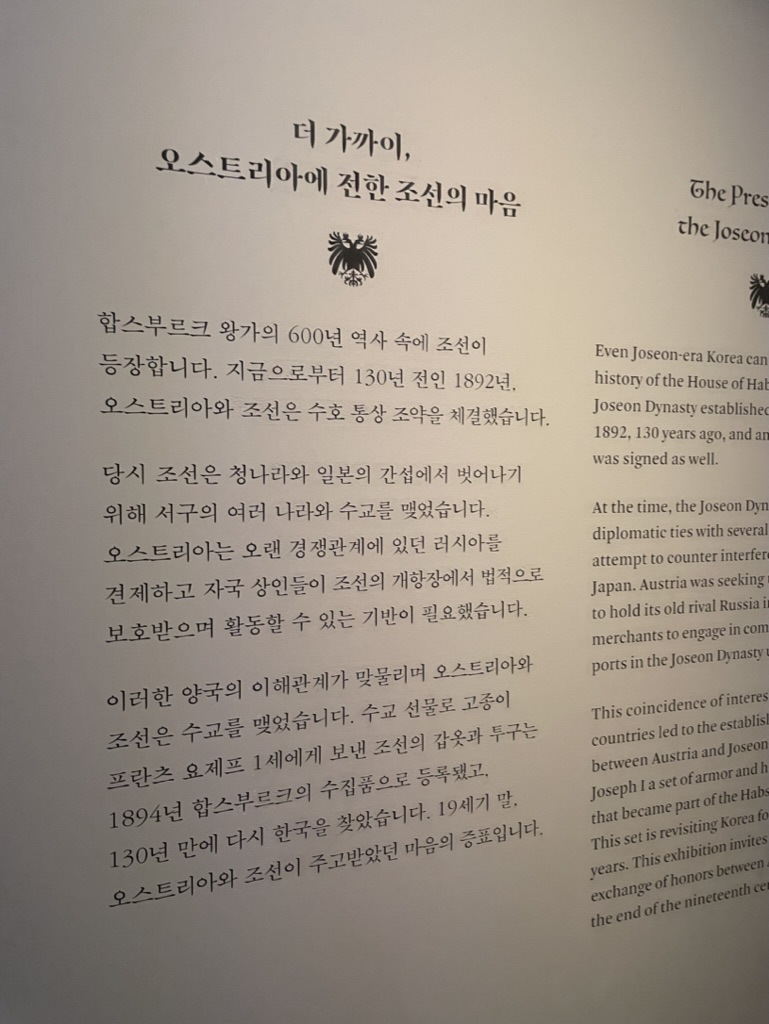 더 가까이,
오스트리아에 전한 조선의 마음
합스부르크 왕가의 600년 역사 속에 조선이
등장합니다. 지금으로부터 130년 전인 1892년,
오스트리아와 조선은 수호 통상 조약을 체결했습니다.
당시 조선은 청나라와 일본의 간섭에서 벗어나기
위해 서구의 여러 나라와 수교를 맺었습니다.
오스트리아는 오랜 경쟁관계에 있던 러시아를
견제하고 자국 상인들이 조선의 개항장에서 법적으로
보호받으며 활동할 수 있는 기반이 필요했습니다.
이러한 양국의 이해관계가 맞물리며 오스트리아와
조선은 수교를 맺었습니다. 수교 선물로 고종이
프란츠 요제프 1세에게 보낸 조선의 갑옷과 투구는
1894년 합스부르크의 수집품으로 등록됐고,
130년 만에 다시 한국을 찾았습니다. 19세기 말,
오스트리아와 조선이 주고받았던 마음의 증표입니다.
The Pres
the Joseon
Even Joseon-era Korea can
history of the House of Hab
Joseon Dynasty established
1892, 130 years ago, and an
was signed as well.
At the time, the Joseon Dyn
diplomatic ties with several
attempt to counter interfere
Japan. Austria was seeking
to hold its old rival Russia i
merchants to engage in com
ports in the Joseon Dynasty
This coincidence of interes
countries led to the establis
between Austria and Joseon
Joseph I a set of armor and h
that became part of the Habs
This set is revisiting Korea fo
years. This exhibition invites
exchange of honors between
the end of the nineteenth ce